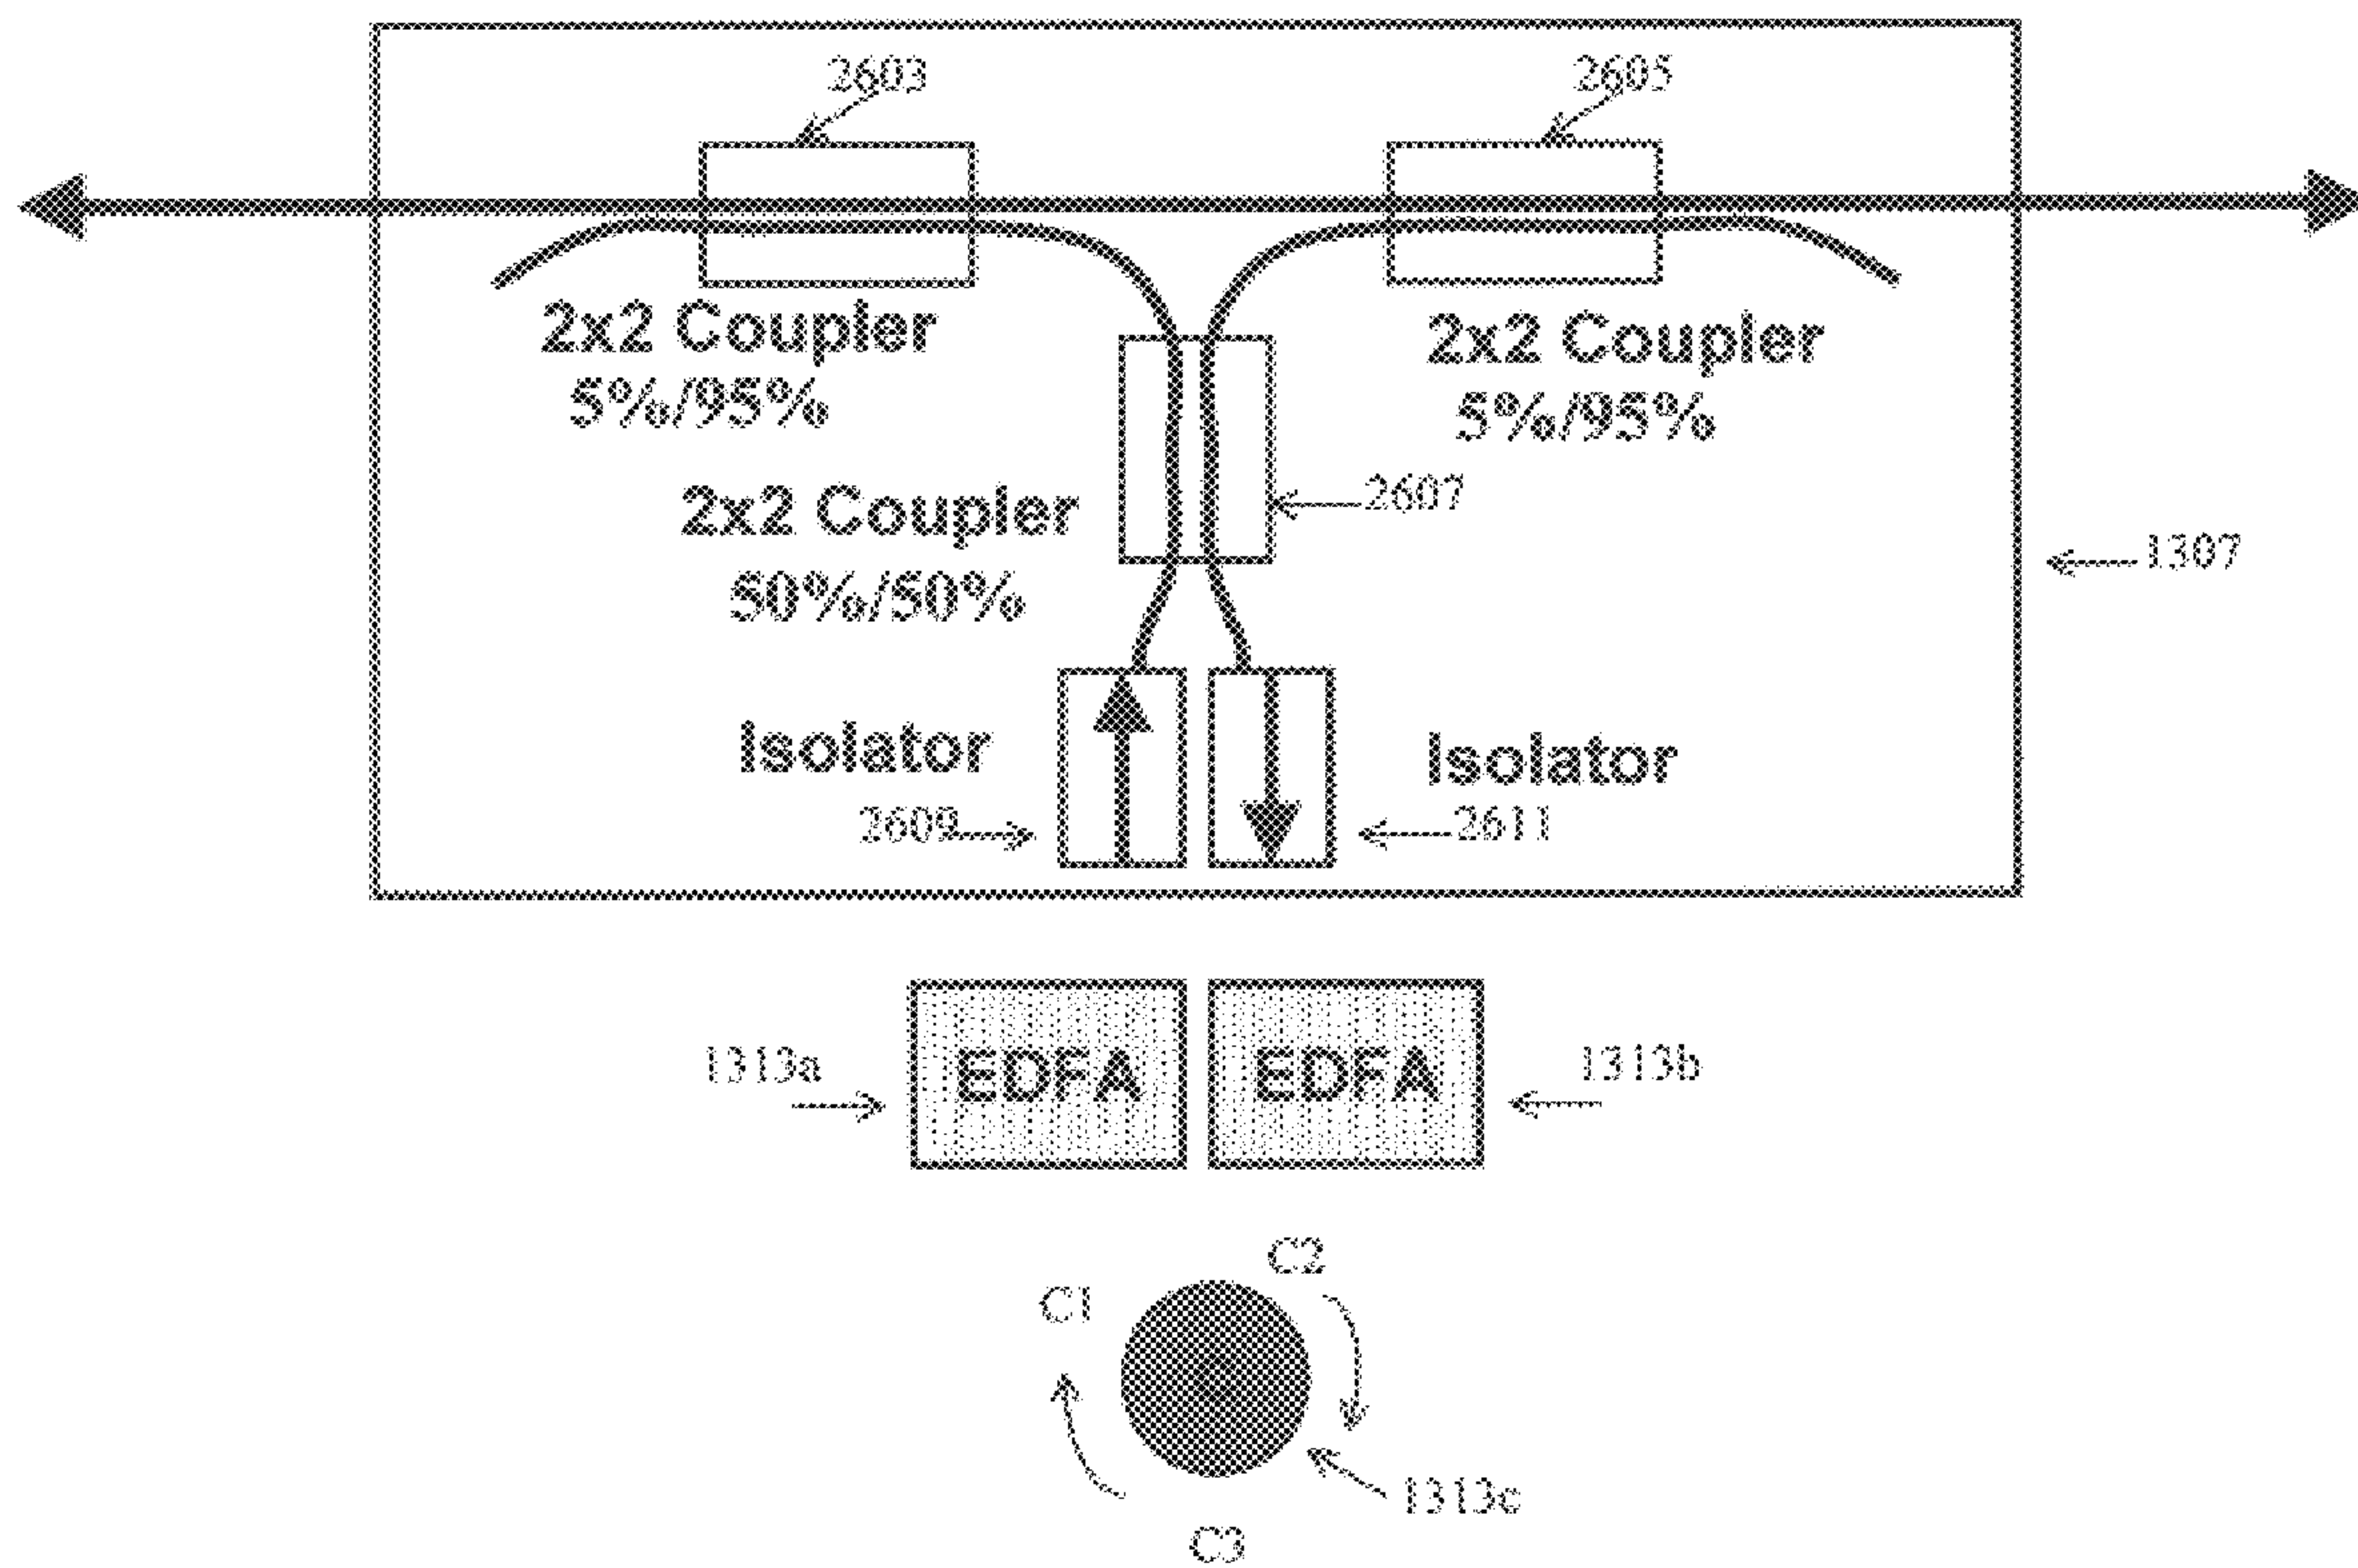 2603
2605
2x2 Coupler
5%/95%
2x2 Coupler
5%/95%
2x2 Coupler
50%/50%
2607
1307
Isolator
2609
Isolator
2611
1313a
EDFA
EDFA
1313b
C1
C2
1313c
C3